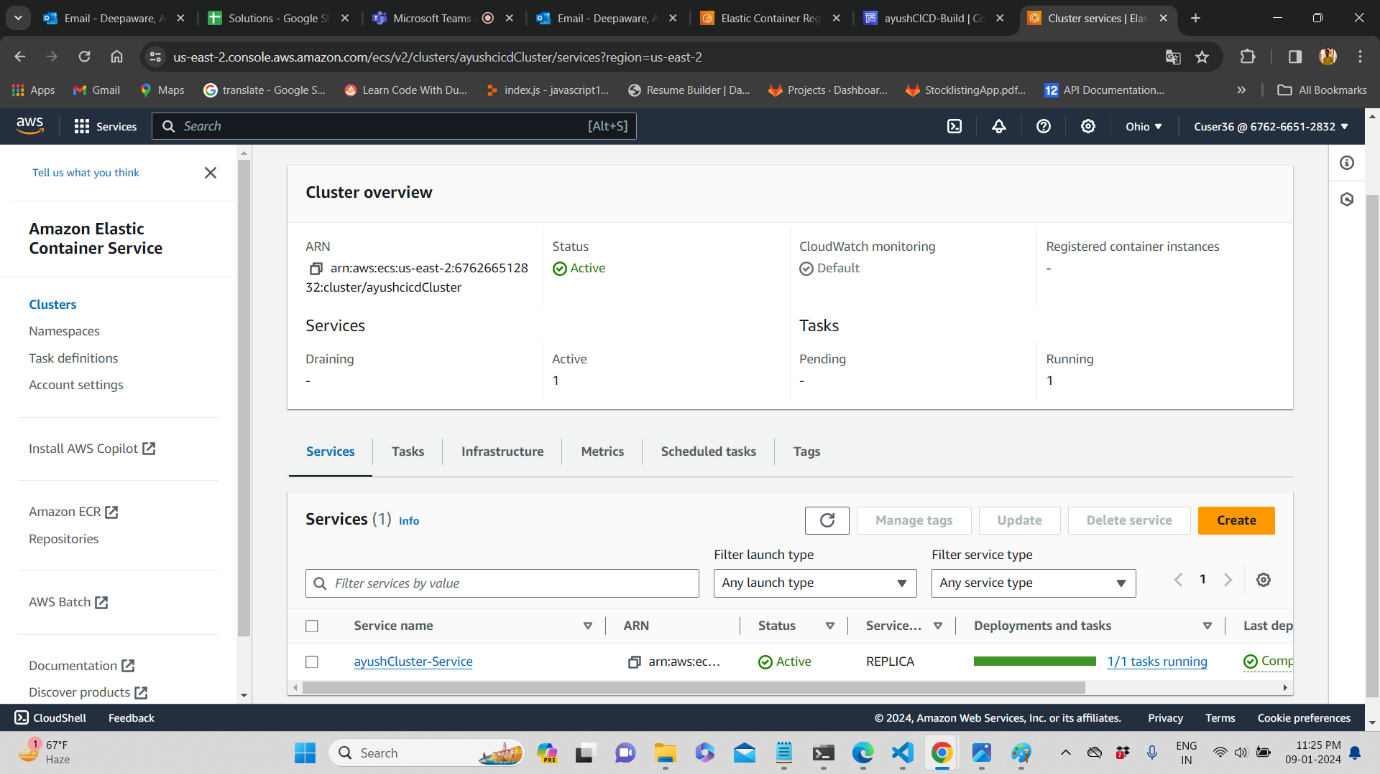 Email - Deepaware, A
Solutions - Google S
Microsoft Teams
Email - Deepaware, A
Elastic Container Reg
ayushCICD-Build | Co
Cluster services | Elas
us-east-2.console.aws.amazon.com/ecs/v2/clusters/ayushcicdCluster/services?region=us-east-2
Apps
Gmail
Maps
translate - Google S...
Learn Code With Du...
index.js - javascript1...
Resume Builder | Da...
Projects · Dashboar...
StocklistingApp.pdf...
12 API Documentation...
All Bookmarks
aws
Services
Search
[Alt+S]
Ohio
Cuser36 @ 6762-6651-2832
Tell us what you think
Amazon Elastic
Container Service
Clusters
Namespaces
Task definitions
Account settings
Install AWS Copilot
Amazon ECR
Repositories
AWS Batch
Documentation
Discover products
Cluster overview
ARN
arn:aws:ecs:us-east-2:6762665128
32:cluster/ayushcicdCluster
Status
Active
CloudWatch monitoring
Default
Registered container instances
-
Services
Tasks
Draining
-
Active
1
Pending
-
Running
1
Services
Tasks
Infrastructure
Metrics
Scheduled tasks
Tags
Services (1) Info
Manage tags
Update
Delete service
Create
Filter launch type
Filter service type
Filter services by value
Any launch type
Any service type
1
Service name
ARN
Status
Service...
Deployments and tasks
Last dep
ayushCluster-Service
arn:aws:ec...
Active
REPLICA
1/1 tasks running
Comp
CloudShell
Feedback
© 2024, Amazon Web Services, Inc. or its affiliates.
Privacy
Terms
Cookie preferences
1
67°F
Haze
Search
PRE
ENG
IN
11:25 PM
09-01-2024